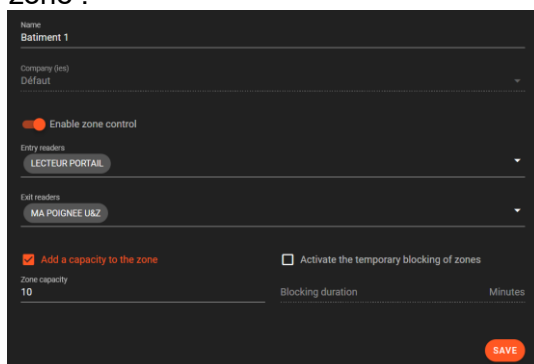 zone :
Name
Batiment 1
Company (ies)
Défaut
Enable zone control
Entry readers
LECTEUR PORTAIL
Exit readers
MA POIGNEE U&Z
Add a capacity to the zone
Activate the temporary blocking of zones
Zone capacity
10
Blocking duration
Minutes
SAVE